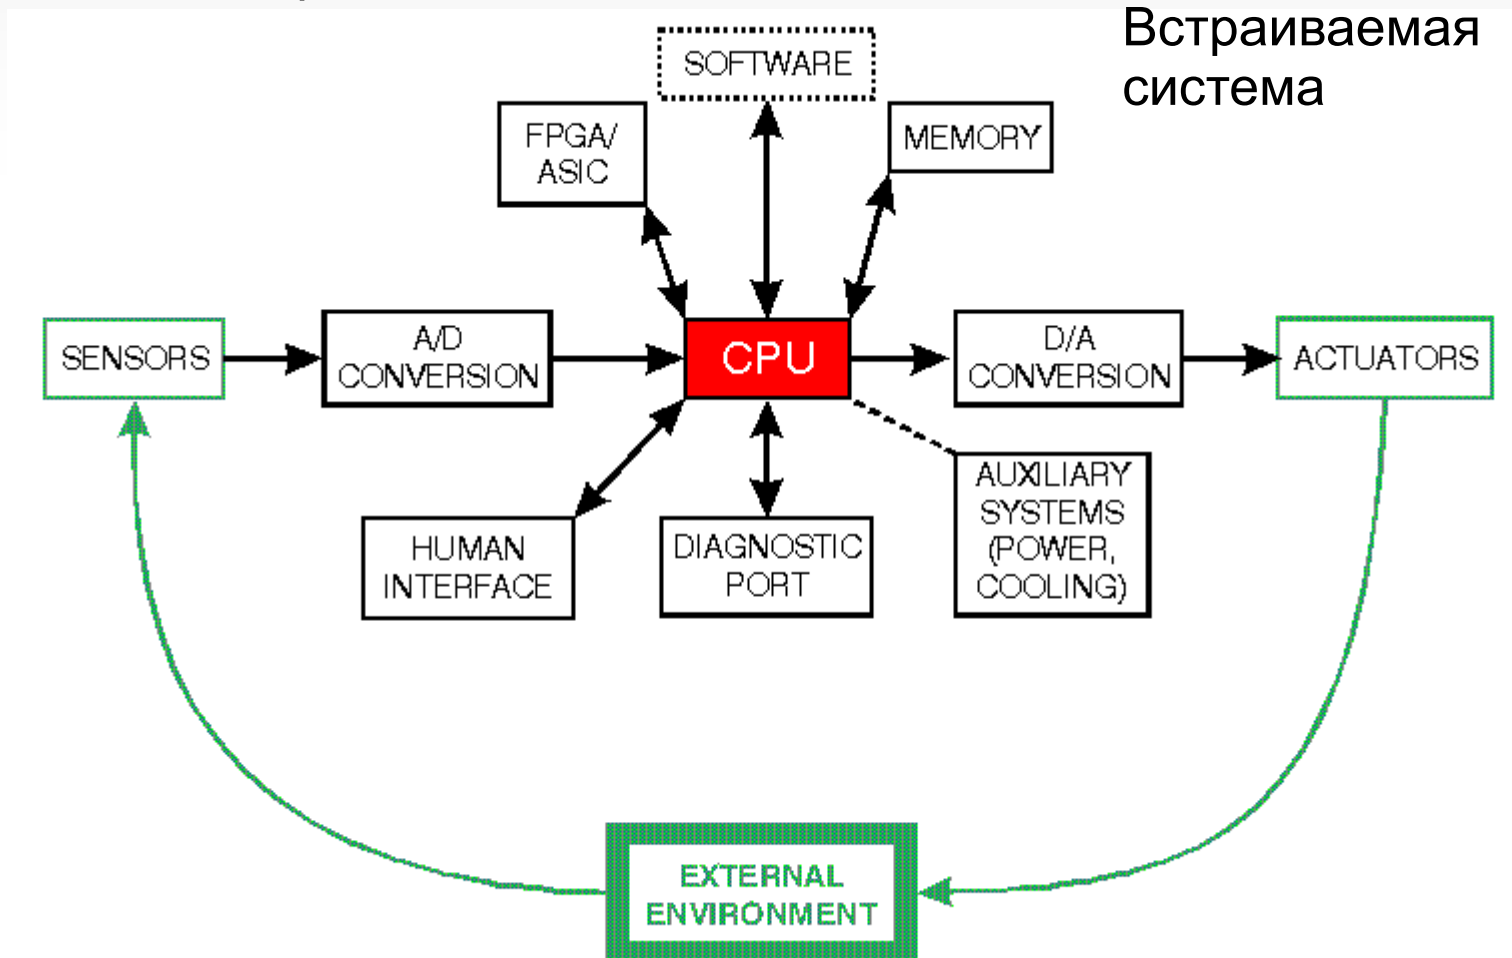 Встраиваемая
система
SOFTWARE
FPGA/
ASIC
MEMORY
SENSORS
A/D
CONVERSION
CPU
D/A
CONVERSION
ACTUATORS
HUMAN
INTERFACE
DIAGNOSTIC
PORT
AUXILIARY
SYSTEMS
(POWER,
COOLING)
EXTERNAL
ENVIRONMENT